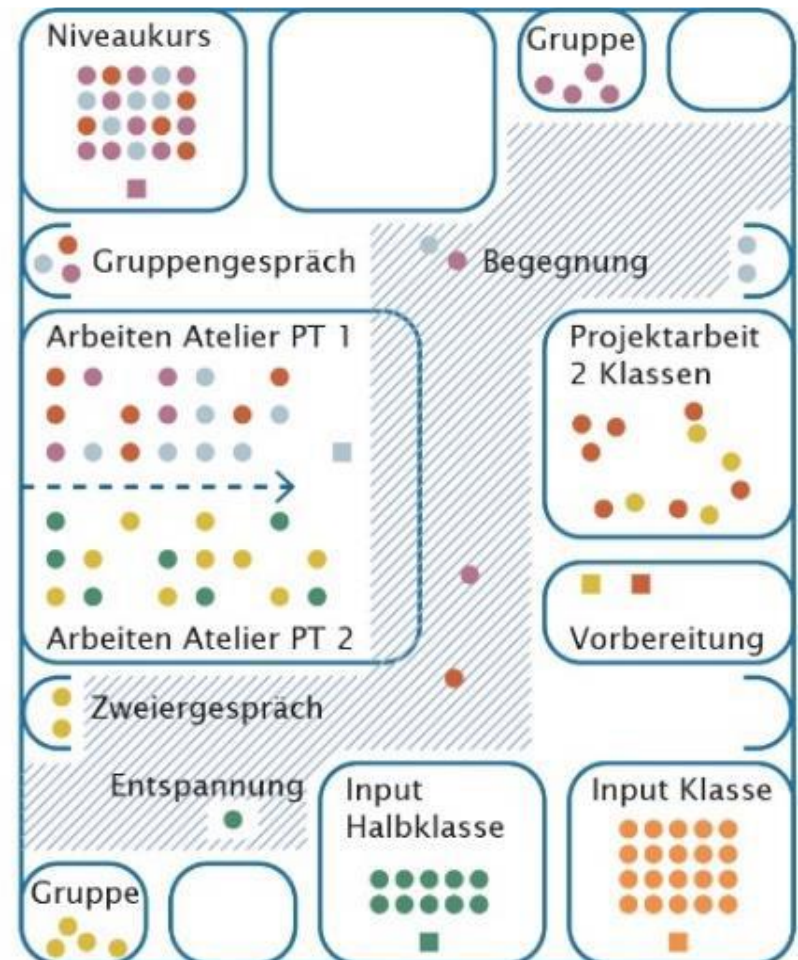 Niveaukurs
Gruppe
Gruppengespräch
Begegnung
Arbeiten Atelier PT 1
Projektarbeit
2 Klassen
Arbeiten Atelier PT 2
Vorbereitung
Zweiergespräch
Entspannung
Input
Halbklasse
Input Klasse
Gruppe